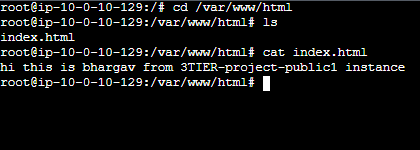 root@ip-10-0-10-129:/# cd /var/www/html
root@ip-10-0-10-129:/var/www/html# ls
index.html
root@ip-10-0-10-129:/var/www/html# cat index.html
hi this is bhargav from 3TIER-project-public1 instance
root@ip-10-0-10-129:/var/www/html#